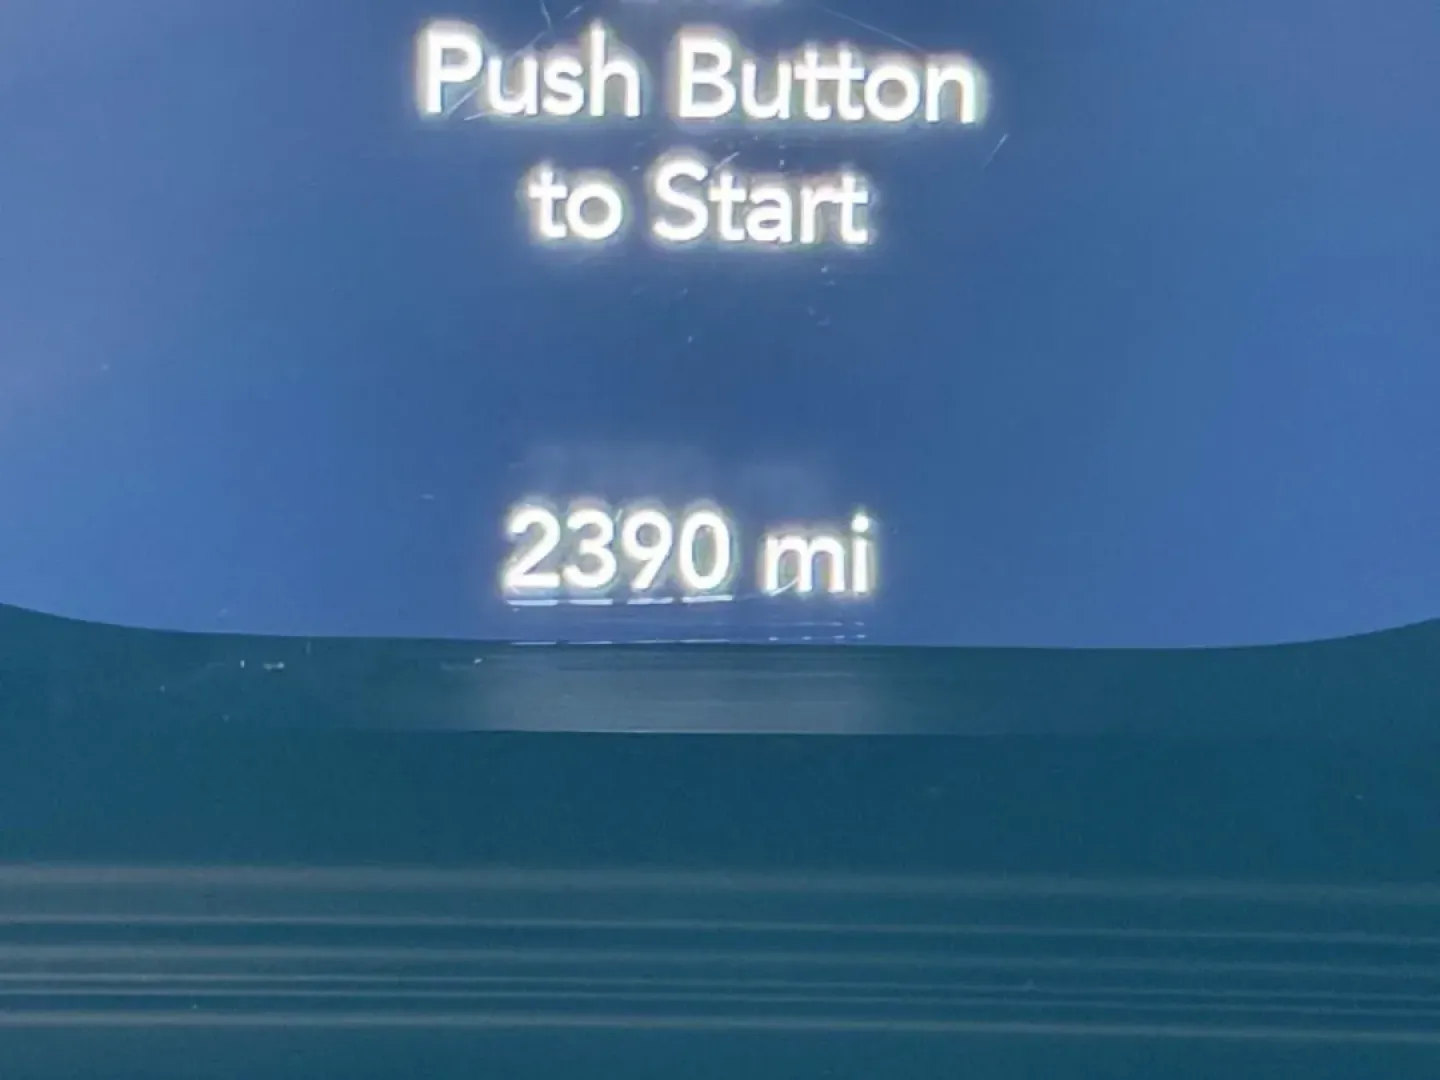 Push Button
to Start
2390 mi